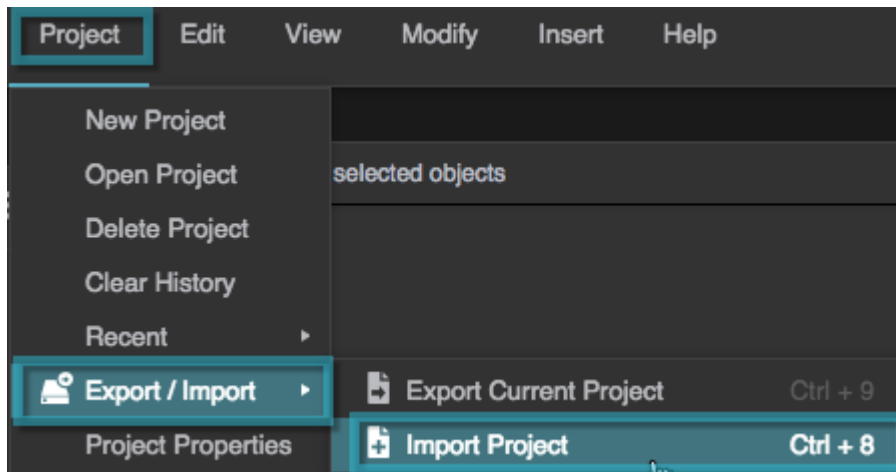 Project Edit View Modify Insert Help
New Project
Open Project selected objects
Delete Project
Clear History
Recent
Export / Import Export Current Project Ctrl + 9
Project Properties Import Project Ctrl + 8